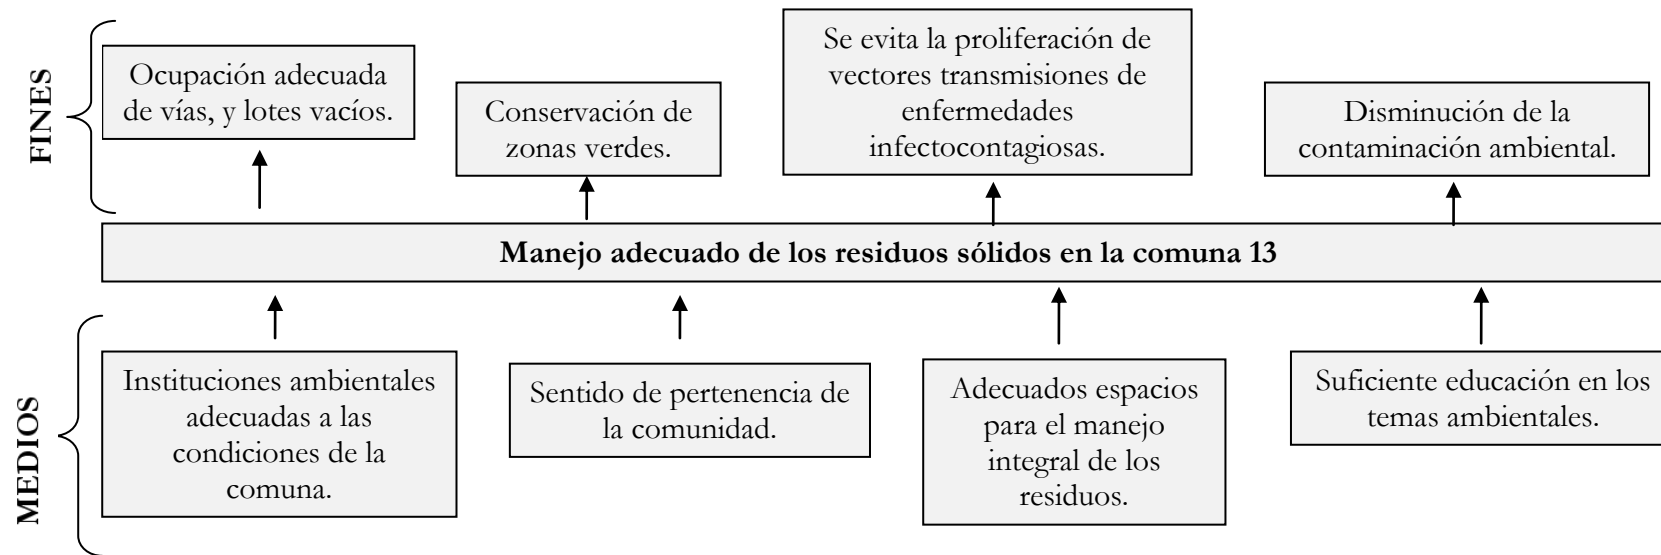 FINES
Ocupación adecuada
de vías, y lotes vacíos.
Conservación de
zonas verdes.
Se evita la proliferación de
vectores transmisiones de
enfermedades
infectocontagiosas.
Disminución de la
contaminación ambiental.
Manejo adecuado de los residuos sólidos en la comuna 13
MEDIOS
Instituciones ambientales
adecuadas a las
condiciones de la
comuna.
Sentido de pertenencia de
la comunidad.
Adecuados espacios
para el manejo
integral de los
residuos.
Suficiente educación en los
temas ambientales.